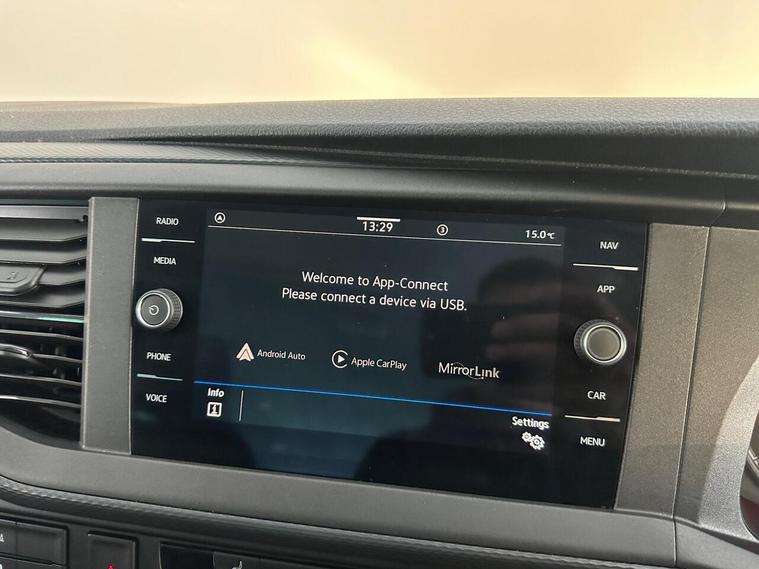 RADIO
MEDIA
PHONE
VOICE
13:29
3
15.0°C
Welcome to App-Connect
Please connect a device via USB.
Android Auto
Apple CarPlay
MirrorLink
Info
Settings
NAV
APP
CAR
MENU